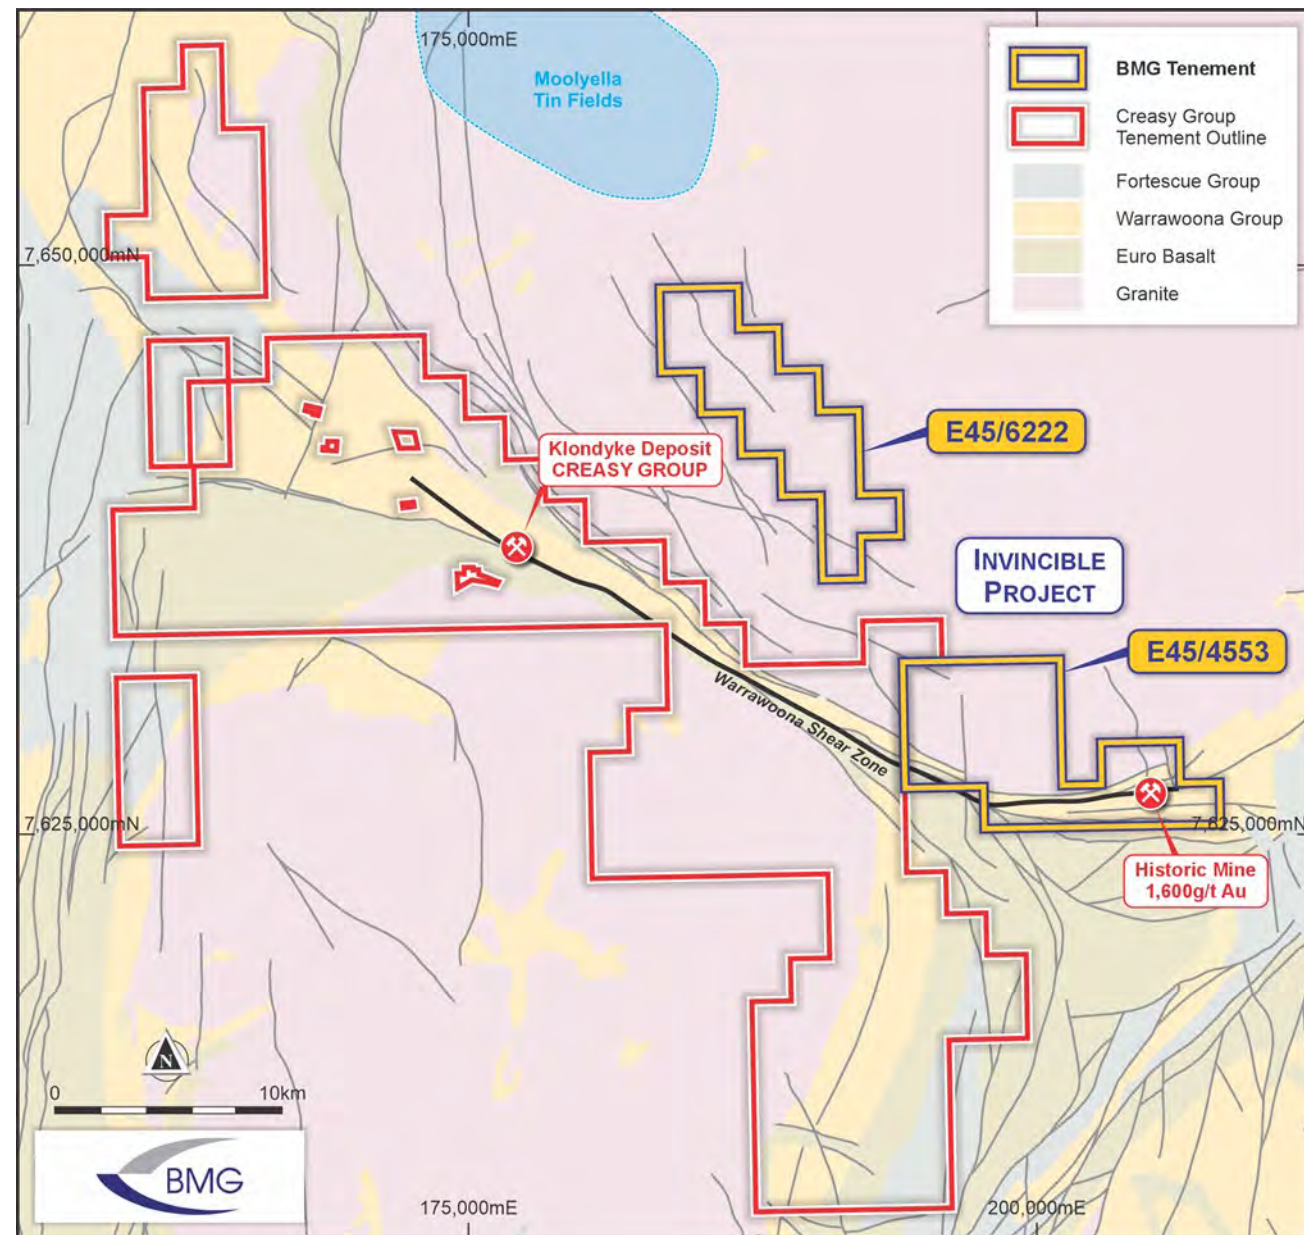 175,000mE
Moolyella
Tin Fields
BMG Tenement
Creasy Group
Tenement Outline
Fortescue Group
Warrawoona Group
Euro Basalt
Granite
7,650,000mN
E45/6222
Klondyke Deposit
CREASY GROUP
INVINCIBLE
PROJECT
E45/4553
Warrawoona Shear Zone
7,625,000mN
7,625,000mN
Historic Mine
1,600g/t Au
N
0 10km
BMG
175,000mE
200,000mE